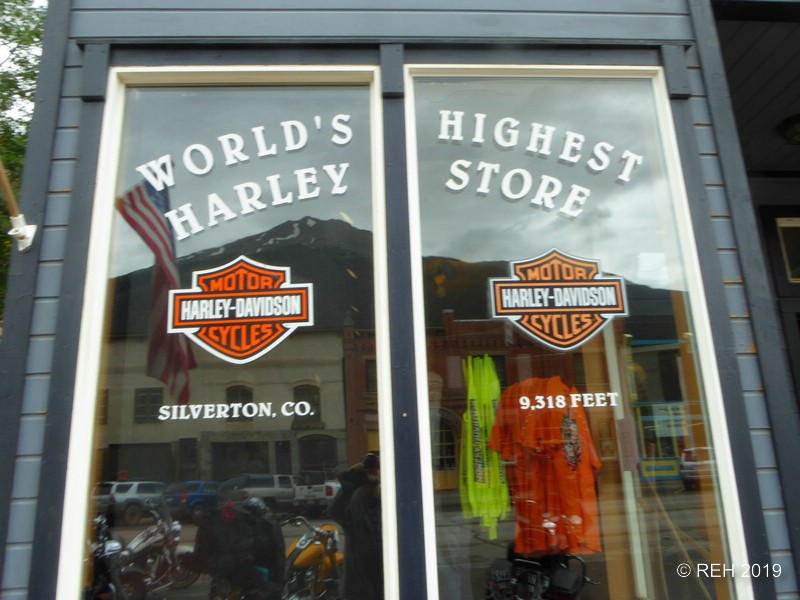 WORLD'S
HARLEY
HIGHEST
STORE
MOTOR
HARLEY-DAVIDSON
CYCLES
MOTOR
HARLEY-DAVIDSON
CYCLES
SILVERTON, CO.
9,318 FEET
© REH 2019